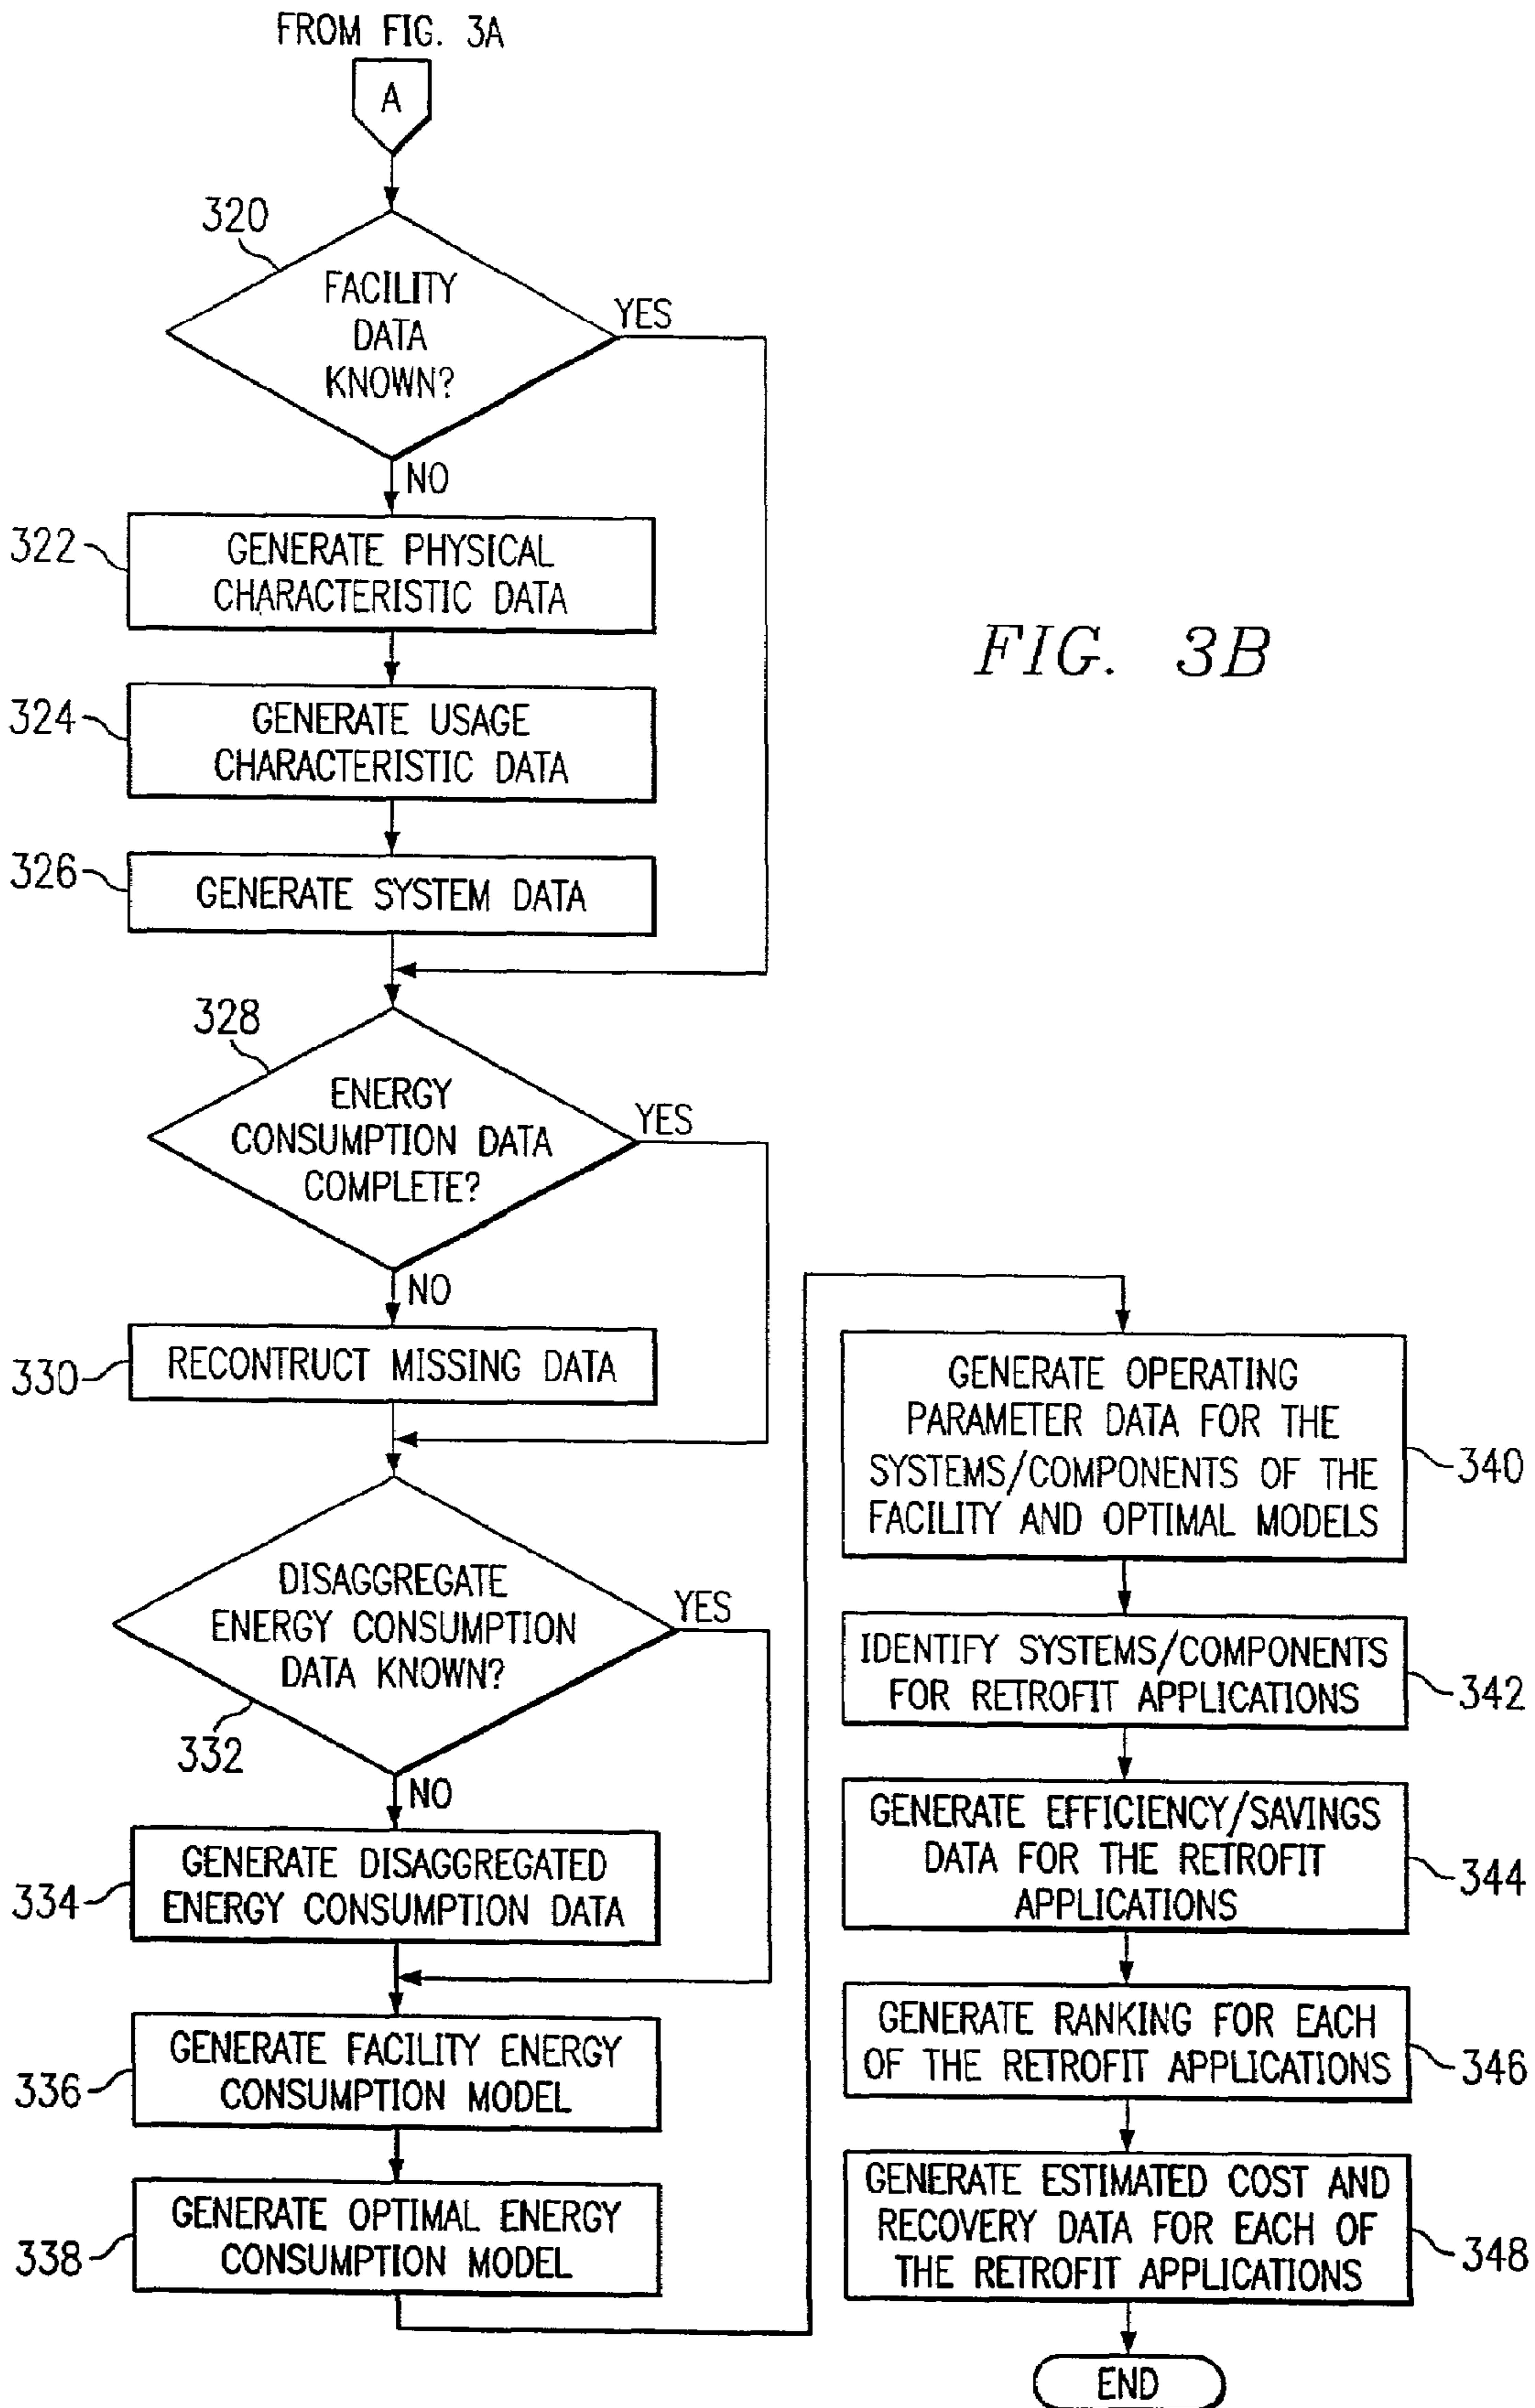 FROM FIG. 3A
A
320
FACILITY
DATA
KNOWN?
YES
NO
322
GENERATE PHYSICAL
CHARACTERISTIC DATA
324
GENERATE USAGE
CHARACTERISTIC DATA
326
GENERATE SYSTEM DATA
328
ENERGY
CONSUMPTION DATA
COMPLETE?
YES
NO
330
RECONTRUCT MISSING DATA
DISAGGREGATE
ENERGY CONSUMPTION
DATA KNOWN?
YES
332
NO
334
GENERATE DISAGGREGATED
ENERGY CONSUMPTION DATA
336
GENERATE FACILITY ENERGY
CONSUMPTION MODEL
338
GENERATE OPTIMAL ENERGY
CONSUMPTION MODEL
FIG. 3B
GENERATE OPERATING
PARAMETER DATA FOR THE
SYSTEMS/COMPONENTS OF THE
FACILITY AND OPTIMAL MODELS
340
IDENTIFY SYSTEMS/COMPONENTS
FOR RETROFIT APPLICATIONS
342
GENERATE EFFICIENCY/SAVINGS
DATA FOR THE RETROFIT
APPLICATIONS
344
GENERATE RANKING FOR EACH
OF THE RETROFIT APPLICATIONS
346
GENERATE ESTIMATED COST AND
RECOVERY DATA FOR EACH OF
THE RETROFIT APPLICATIONS
348
END